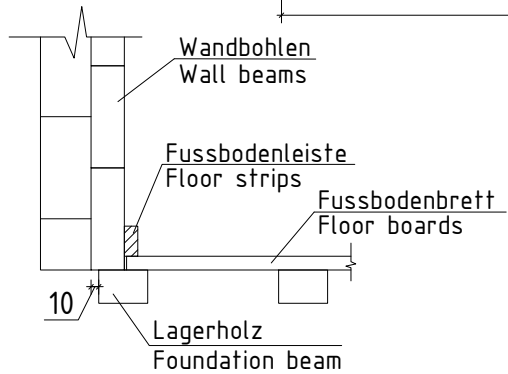 Wandbohlen
Wall beams
Fussbodenleiste
Floor strips
Fussbodenbrett
Floor boards
10
Lagerholz
Foundation beam